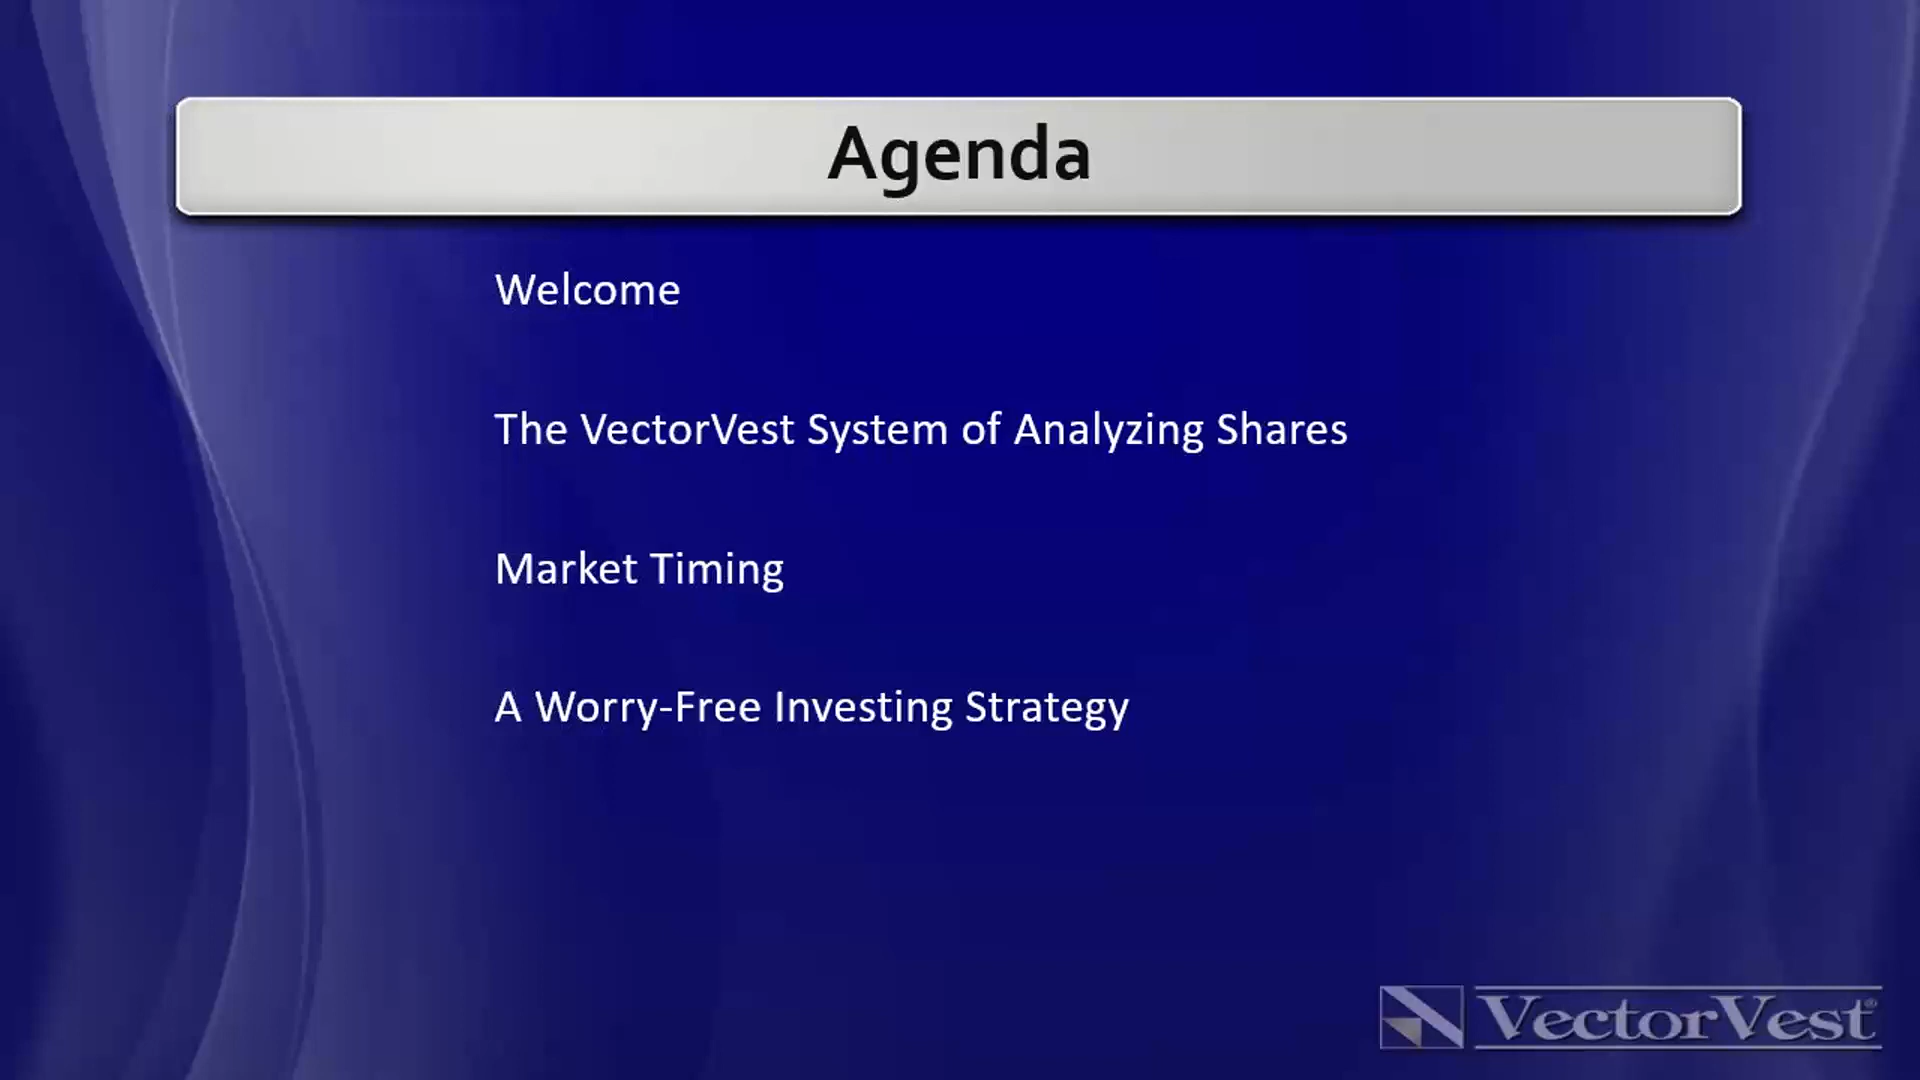 Agenda
Welcome
The VectorVest System of Analyzing Shares
Market Timing
A Worry-Free Investing Strategy
VectorVest®